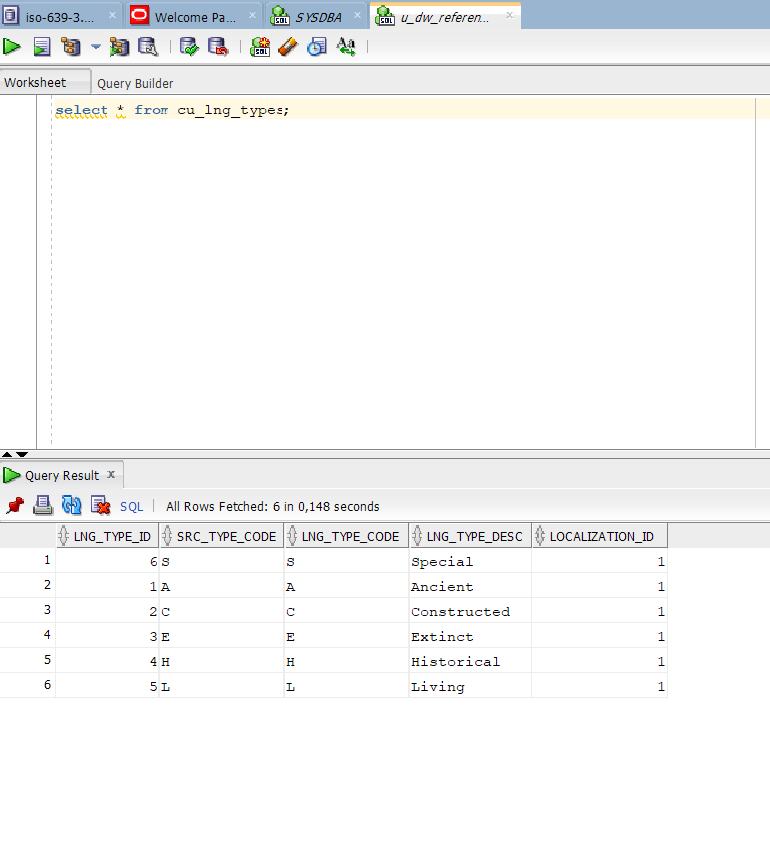 iso-639-3.... Welcome Pa... SYSDBA u_dw_referen...
Worksheet Query Builder
select * from cu_lng_types;
Query Result
SQL All Rows Fetched: 6 in 0,148 seconds
LNG_TYPE_ID SRC_TYPE_CODE LNG_TYPE_CODE LNG_TYPE_DESC LOCALIZATION_ID
1 6 S S Special 1
2 1 A A Ancient 1
3 2 C C Constructed 1
4 3 E E Extinct 1
5 4 H H Historical 1
6 5 L L Living 1